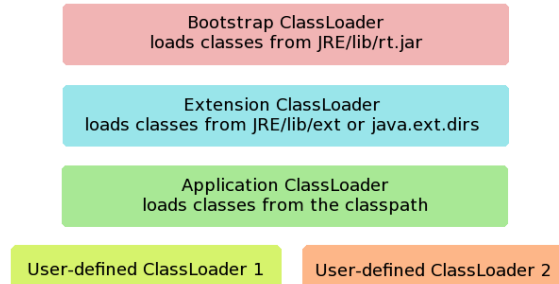 Bootstrap ClassLoader
loads classes from JRE/lib/rt.jar
Extension ClassLoader
loads classes from JRE/lib/ext or java.ext.dirs
Application ClassLoader
loads classes from the classpath
User-defined ClassLoader 1
User-defined ClassLoader 2